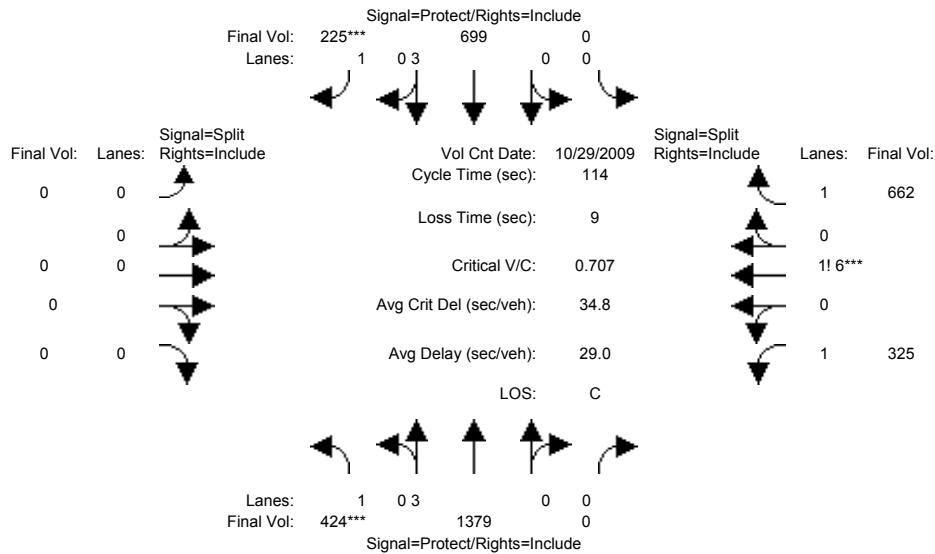 Signal=Protect/Rights=Include
Final Vol: 225*** 699 0
Lanes: 1 0 3 0 0
Signal=Split
Final Vol: Lanes: Rights=Include
Vol Cnt Date: 10/29/2009
Signal=Split
Rights=Include Lanes: Final Vol:
0 0
Cycle Time (sec): 114
1 662
0
Loss Time (sec): 9
0
0 0
Critical V/C: 0.707
1! 6***
0
Avg Crit Del (sec/veh): 34.8
0
0 0
Avg Delay (sec/veh): 29.0
1 325
LOS: C
Lanes: 1 0 3 0 0
Final Vol: 424*** 1379 0
Signal=Protect/Rights=Include